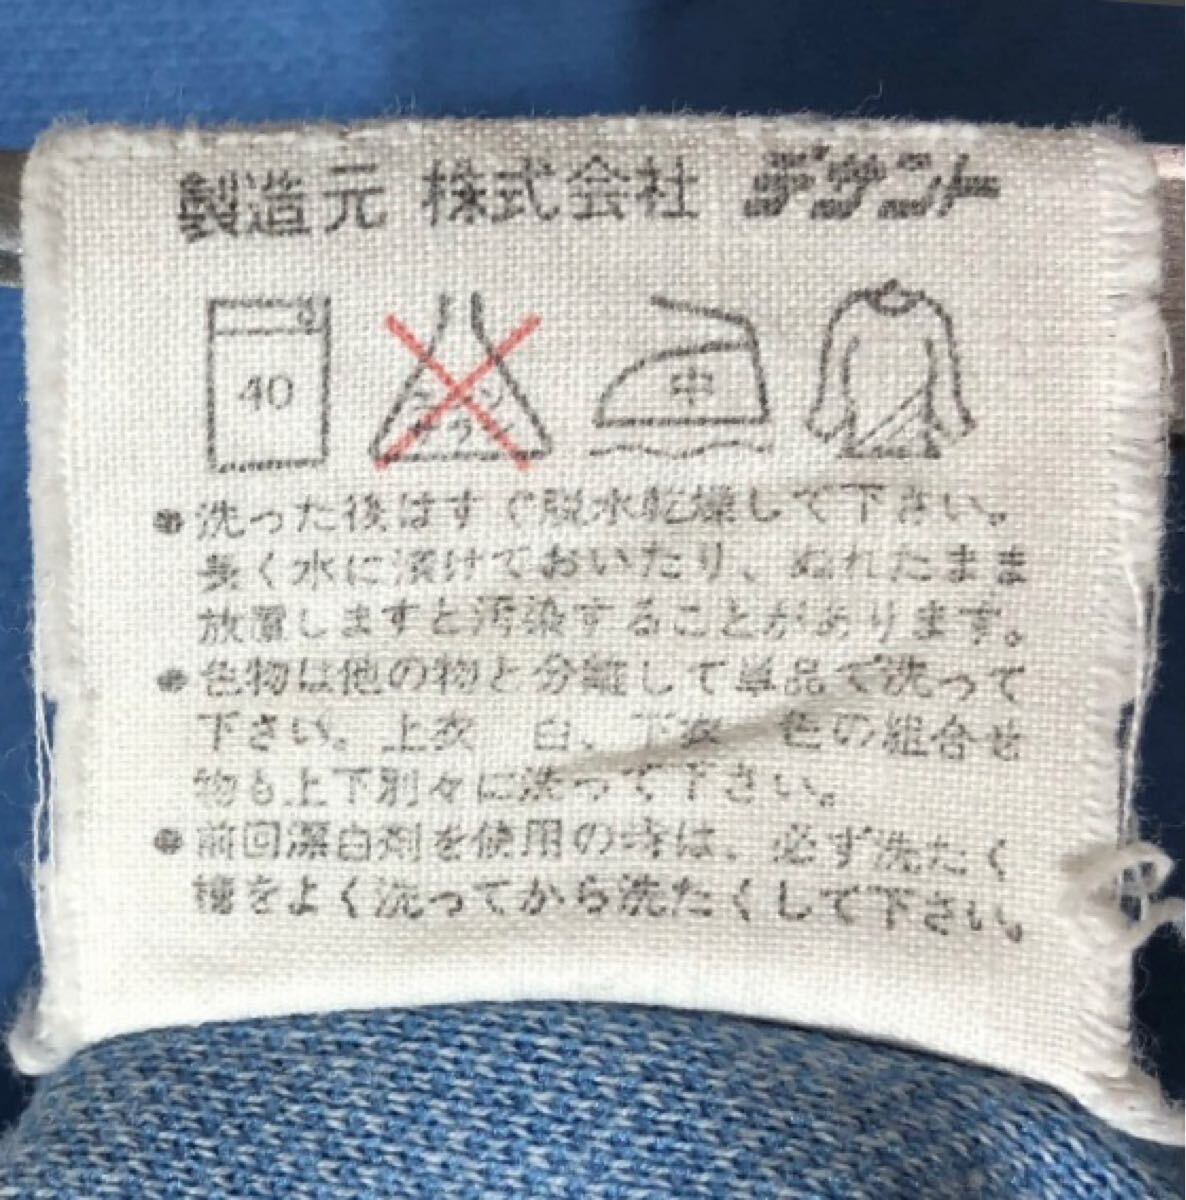 製造元 株式会社 デサント
40 エンソ サラシ 中
●洗った後はすぐ脱水乾燥して下さい。
長く水に漬けておいたり、ぬれたまま
放置しますと汚染することがあります。
●色物は他の物と分離して単品で洗って
下さい。上衣 白、下衣 色の組合せ
物も上下別々に洗って下さい。
●前回漂白剤を使用の時は、必ず洗たく
槽をよく洗ってから洗たくして下さい。